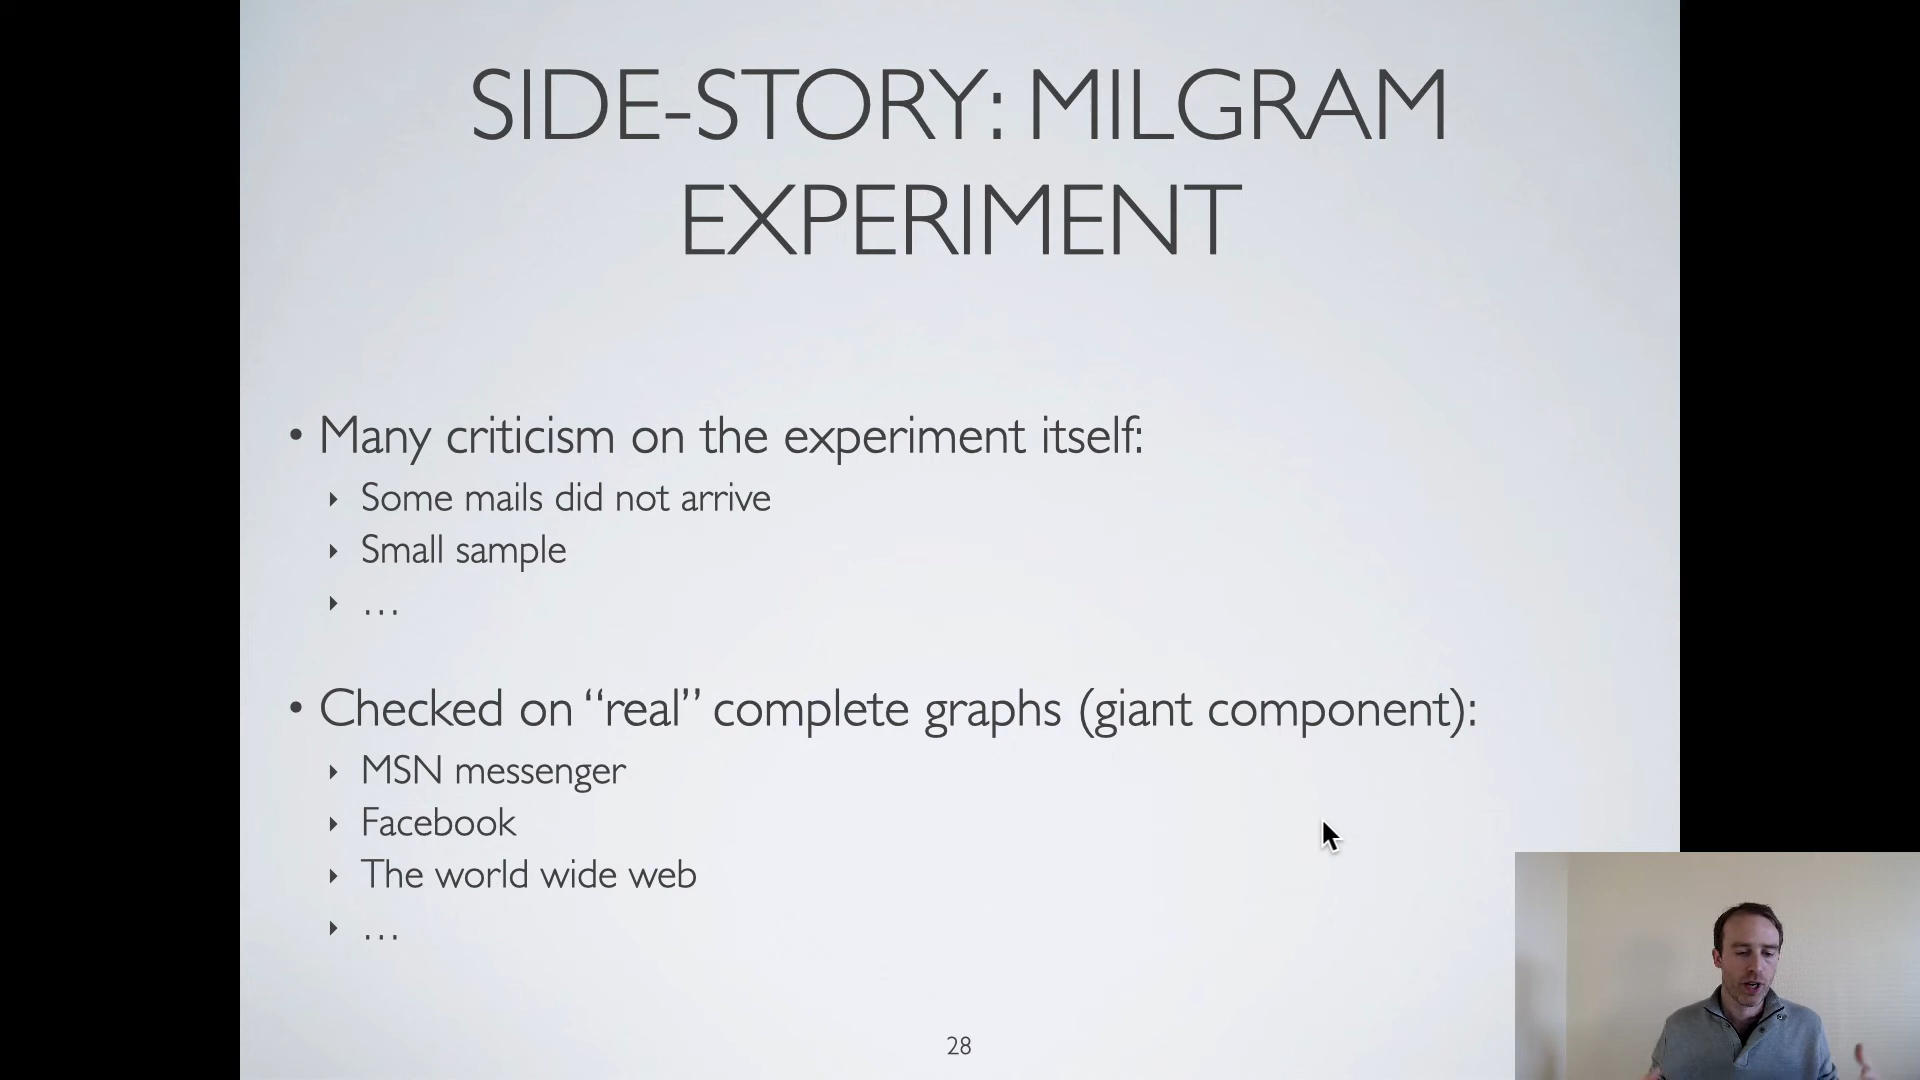 SIDE-STORY: MILGRAM
EXPERIMENT
• Many criticism on the experiment itself:
‣ Some mails did not arrive
‣ Small sample
‣ …
• Checked on “real” complete graphs (giant component):
‣ MSN messenger
‣ Facebook
‣ The world wide web
‣ …
28